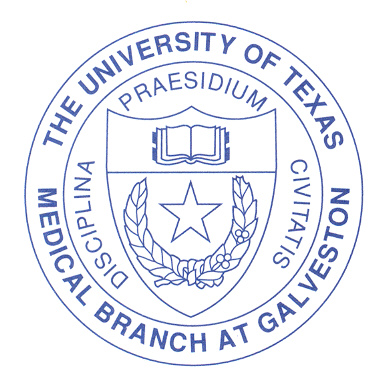 THE UNIVERSITY OF TEXAS
MEDICAL BRANCH AT GALVESTON
DISCIPLINA PRAESIDIUM CIVITATIS